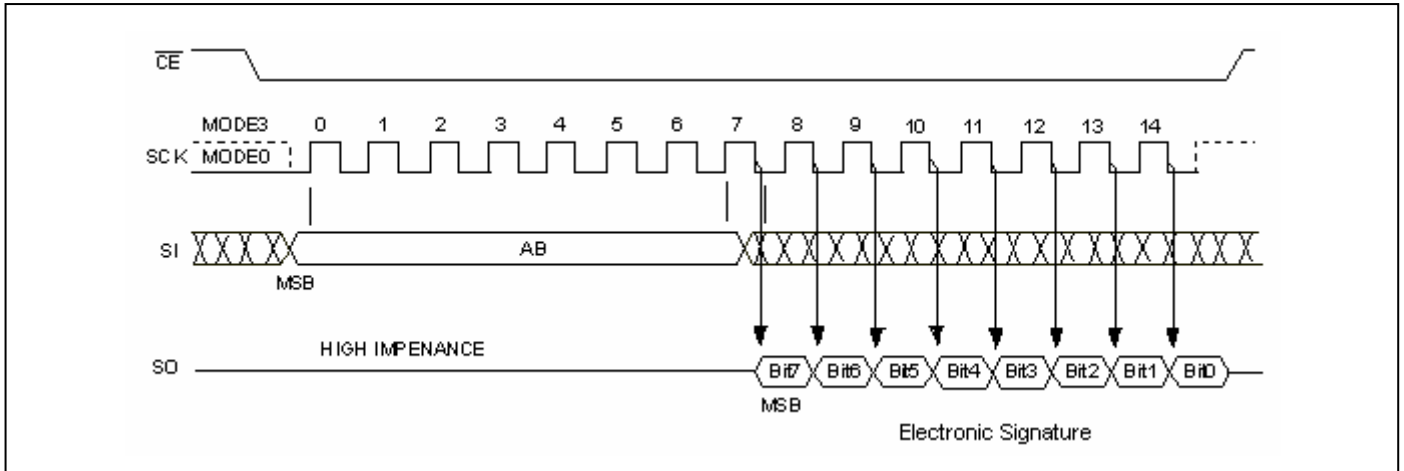 CE
MODE3 0 1 2 3 4 5 6 7 8 9 10 11 12 13 14
SCK MODE0
SI AB
MSB
HIGH IMPENANCE
SO Bit7 Bit6 Bit5 Bit4 Bit3 Bit2 Bit1 Bit0
MSB
Electronic Signature